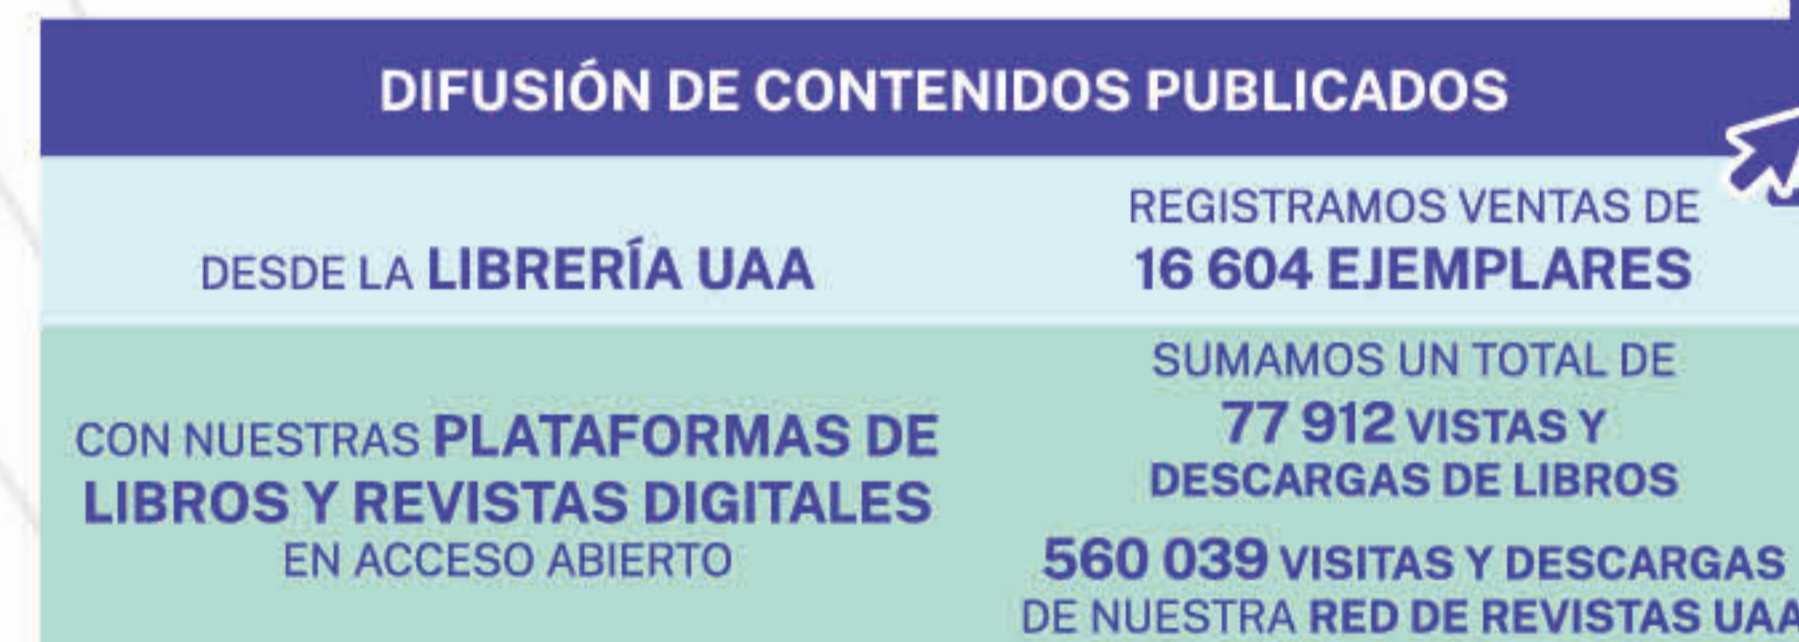 DIFUSIÓN DE CONTENIDOS PUBLICADOS
DESDE LA LIBRERÍA UAA
REGISTRAMOS VENTAS DE
16 604 EJEMPLARES
CON NUESTRAS PLATAFORMAS DE
LIBROS Y REVISTAS DIGITALES
EN ACCESO ABIERTO
SUMAMOS UN TOTAL DE
77 912 VISTAS Y
DESCARGAS DE LIBROS
560 039 VISITAS Y DESCARGAS
DE NUESTRA RED DE REVISTAS UAA